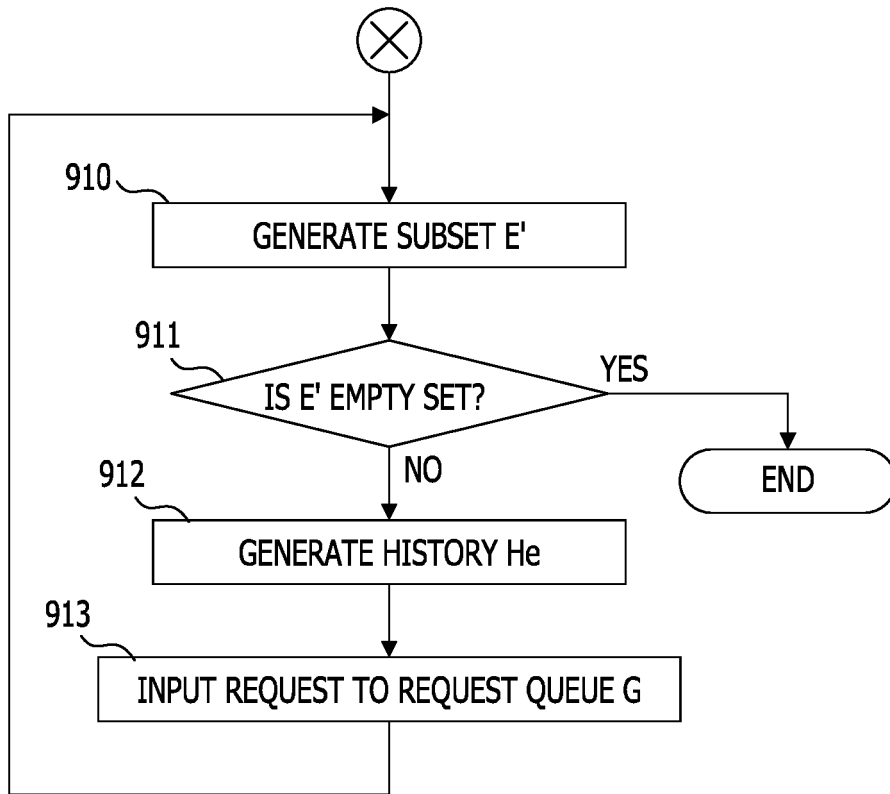 910
GENERATE SUBSET E'
911
IS E' EMPTY SET?
YES
END
NO
912
GENERATE HISTORY He
913
INPUT REQUEST TO REQUEST QUEUE G